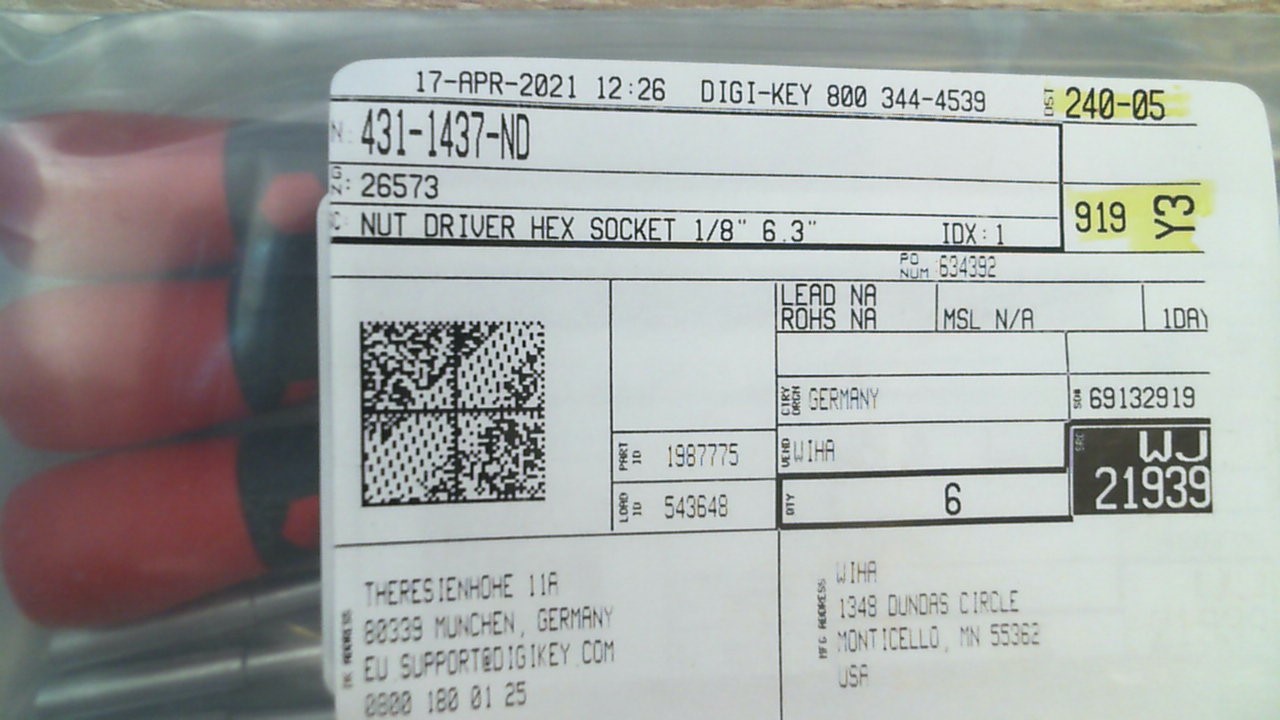 17-APR-2021 12:26 DIGI-KEY 800 344-4539 DST 240-05
N: 431-1437-ND
G N: 26573
C: NUT DRIVER HEX SOCKET 1/8" 6.3" IDX:1
919 Y3
PO NUM 634392
LEAD NA
ROHS NA MSL N/A 1DAY
CTRY ORGN GERMANY SO# 69132919
PART ID 1987775 VEND WIHA SRC WJ
21939
LOAD ID 543648 QTY 6
THERESIENHOHE 11A
80339 MUNCHEN, GERMANY
EU SUPPORT@DIGIKEY.COM
0800 180 01 25
ADDRESS
MFG ADDRESS
WIHA
1348 DUNDAS CIRCLE
MONTICELLO, MN 55362
USA